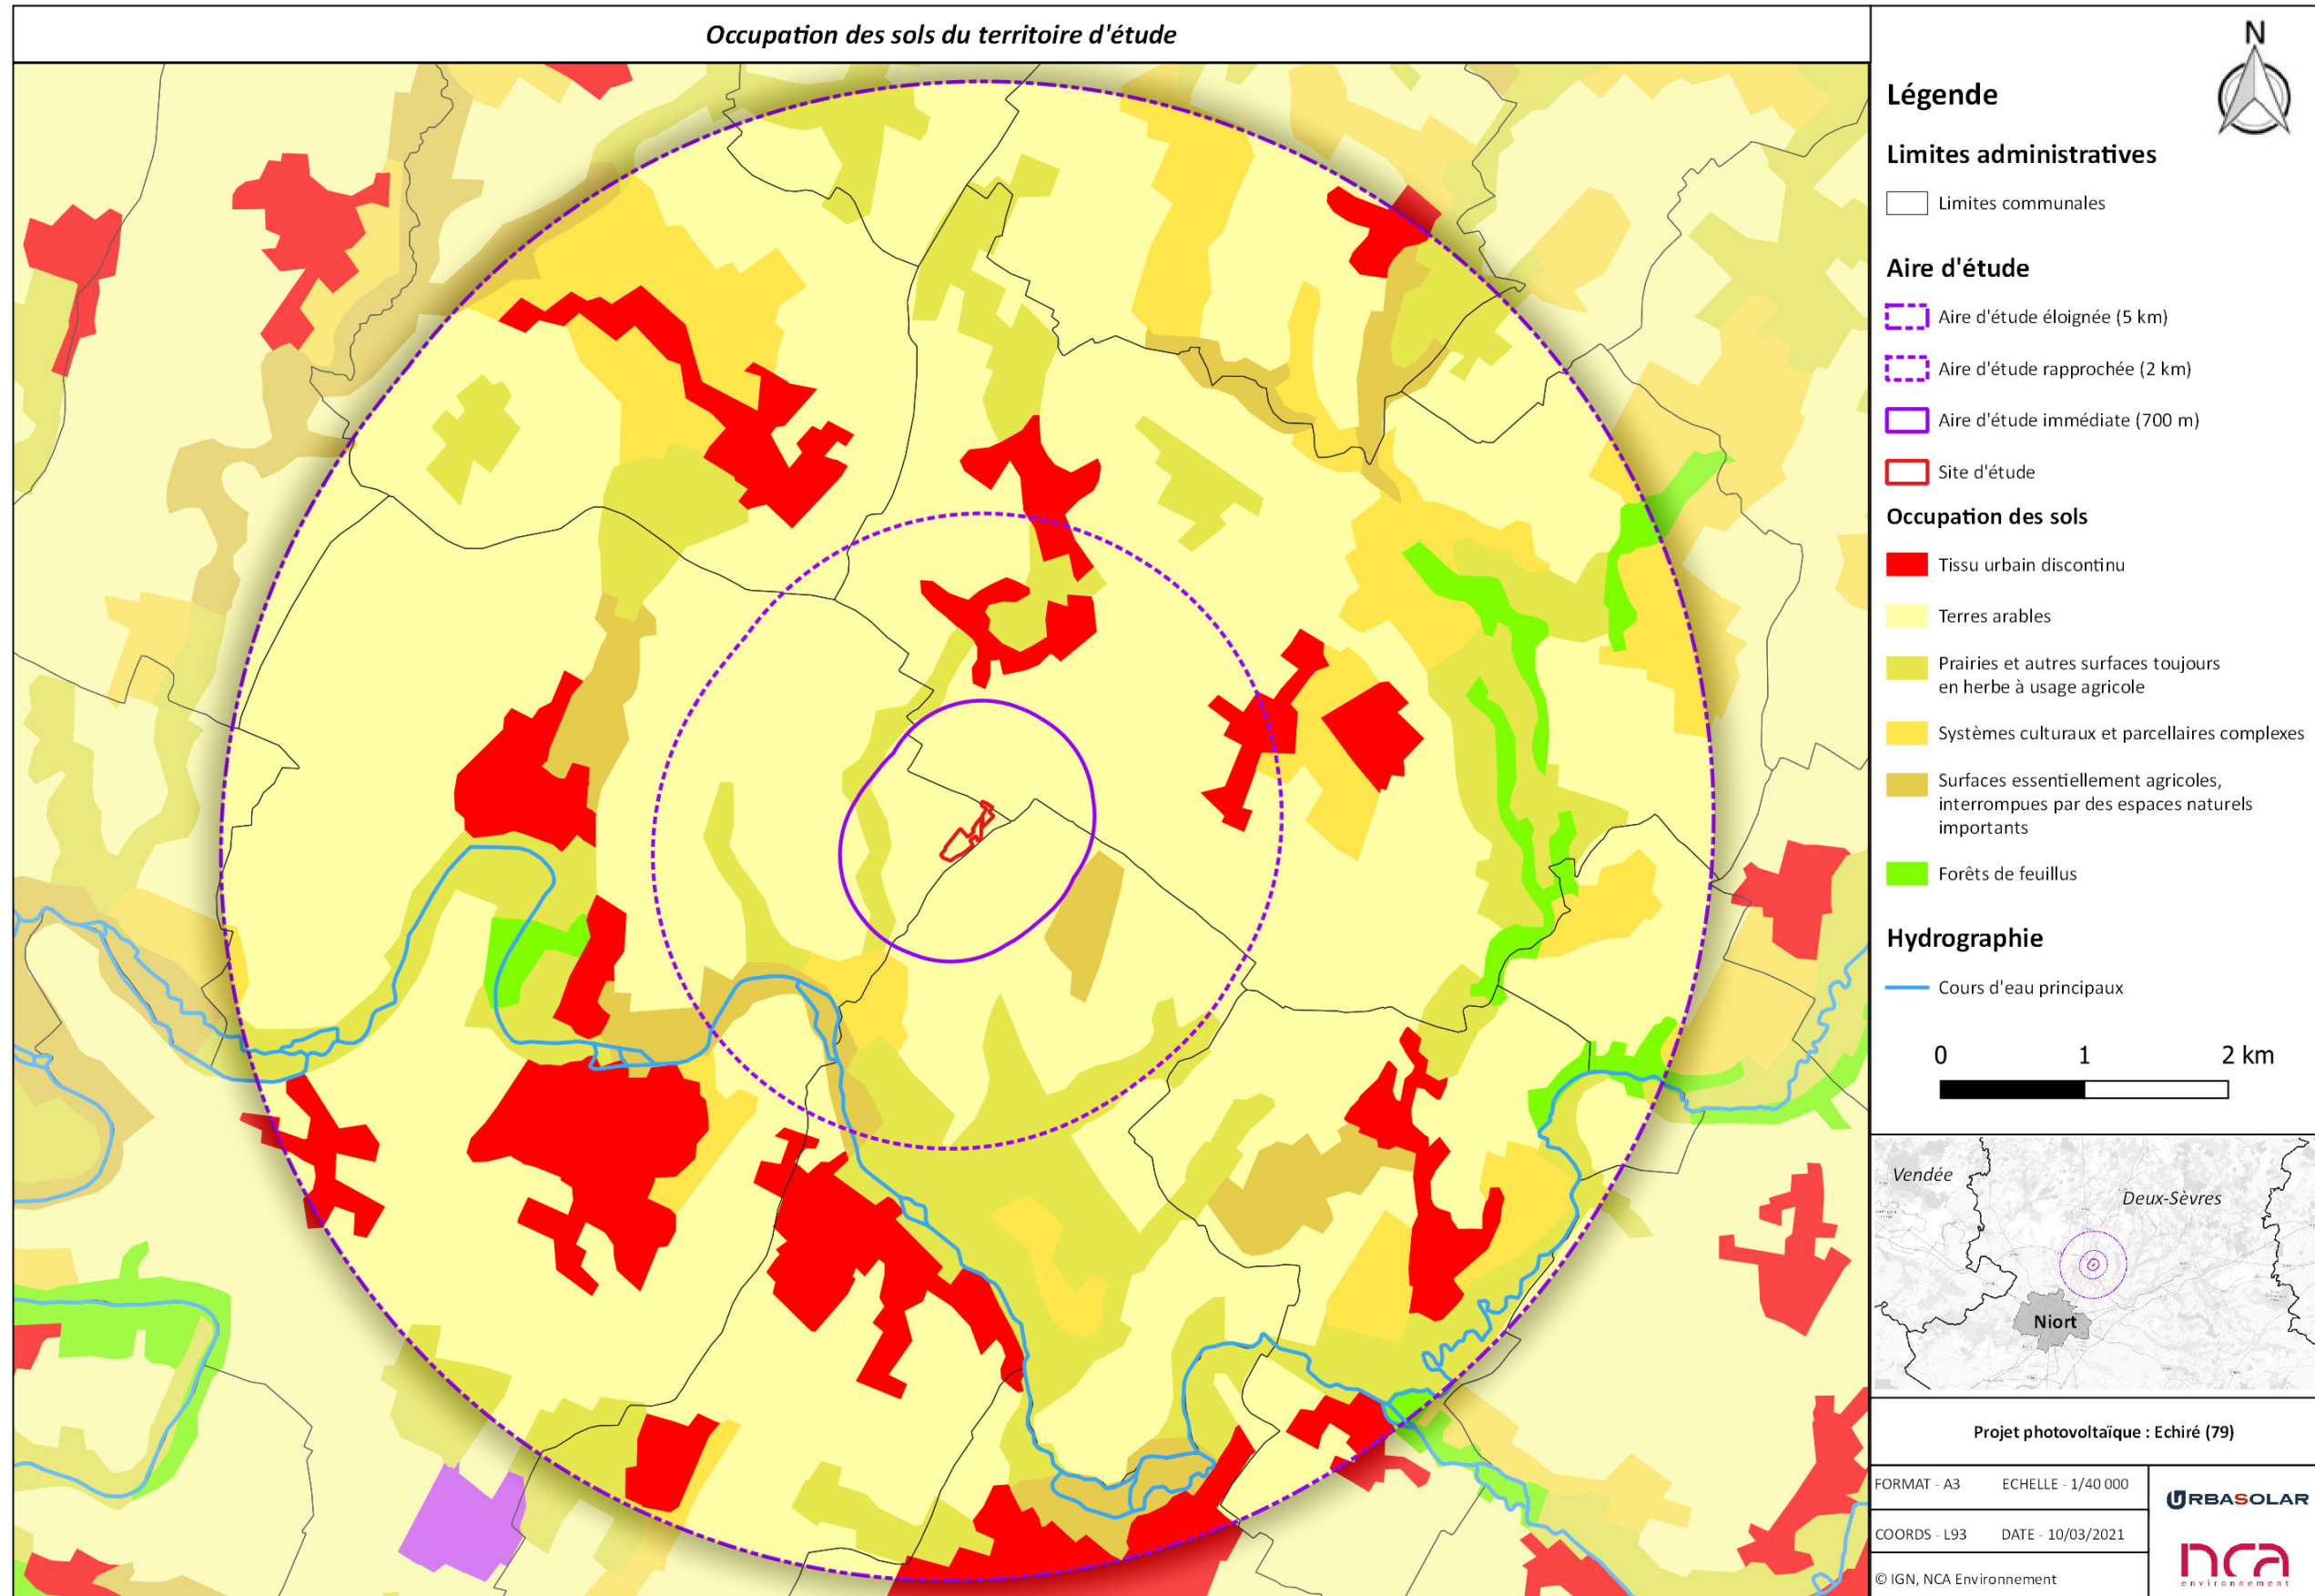 Occupation des sols du territoire d'étude
N
Légende
Limites administratives
Limites communales
Aire d'étude
Aire d'étude éloignée (5 km)
Aire d'étude rapprochée (2 km)
Aire d'étude immédiate (700 m)
Site d'étude
Occupation des sols
Tissu urbain discontinu
Terres arables
Prairies et autres surfaces toujours
en herbe à usage agricole
Systèmes culturaux et parcellaires complexes
Surfaces essentiellement agricoles,
interrompues par des espaces naturels
importants
Forêts de feuillus
Hydrographie
Cours d'eau principaux
0 1 2 km
Vendée
Deux-Sèvres
Niort
Projet photovoltaïque : Echiré (79)
FORMAT - A3 ECHELLE - 1/40 000
COORDS - L93 DATE - 10/03/2021
© IGN, NCA Environnement
URBASOLAR
nca
environnement